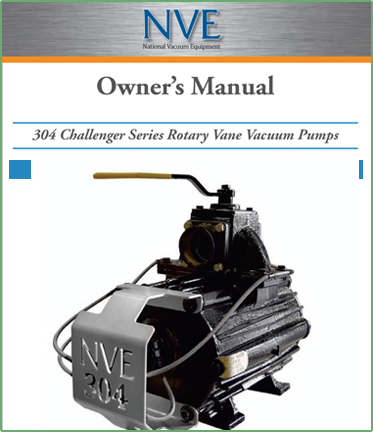 NVE
National Vacuum Equipment
Owner's Manual
304 Challenger Series Rotary Vane Vacuum Pumps
NVE
304